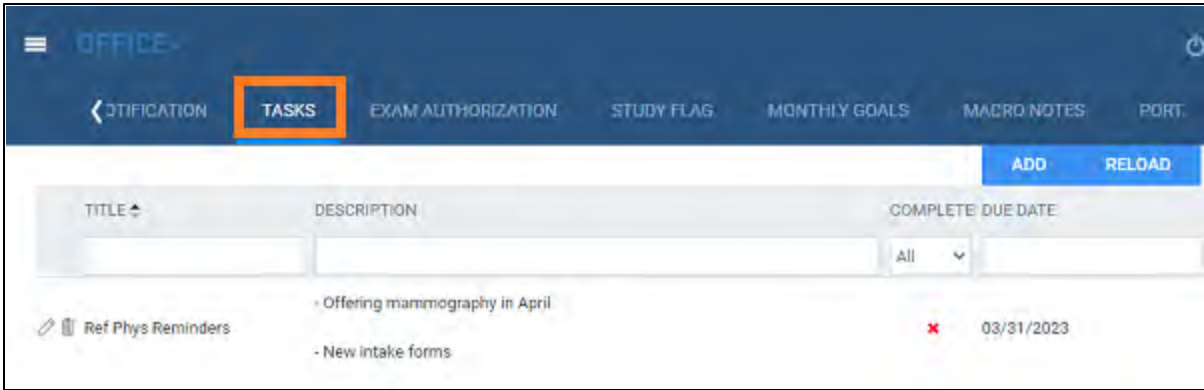 OFFICE
OTIFICATION TASKS EXAM AUTHORIZATION STUDY FLAG MONTHLY GOALS MACRO NOTES PORT
ADD RELOAD
TITLE DESCRIPTION COMPLETE DUE DATE
All
- Offering mammography in April
Ref Phys Reminders 03/31/2023
- New intake forms